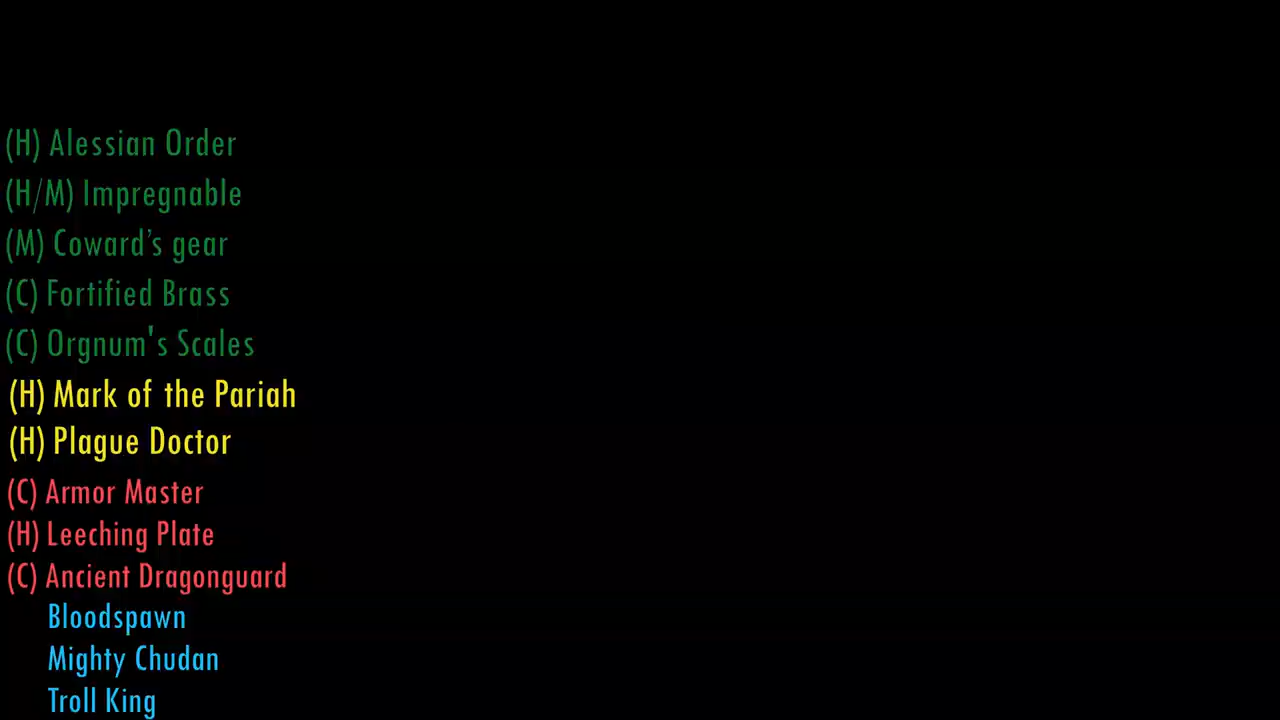 (H) Alessian Order
(H/M) Impregnable
(M) Coward's gear
(C) Fortified Brass
(C) Orgnum's Scales
(H) Mark of the Pariah
(H) Plague Doctor
(C) Armor Master
(H) Leeching Plate
(C) Ancient Dragonguard
Bloodspawn
Mighty Chudan
Troll King